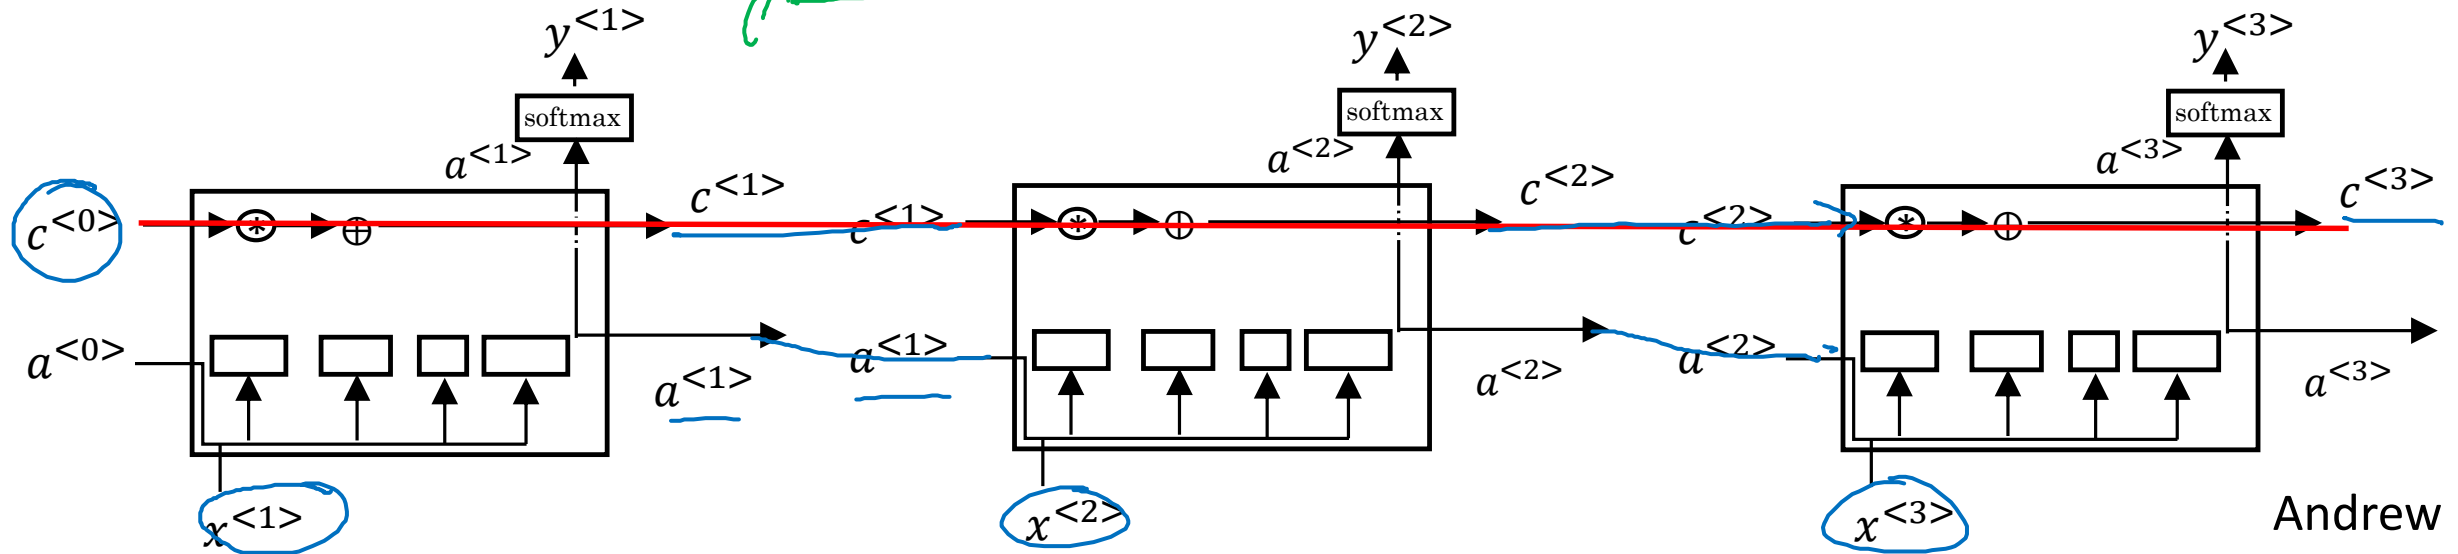 y<1> y<2> y<3>
softmax softmax softmax
a<1> a<2> a<3>
c<0> * ⊕ c<1> c<1> * ⊕ c<2> c<2> * ⊕ c<3>
a<0> a<1> a<1> a<2> a<2> a<3>
x<1> x<2> x<3>
Andrew